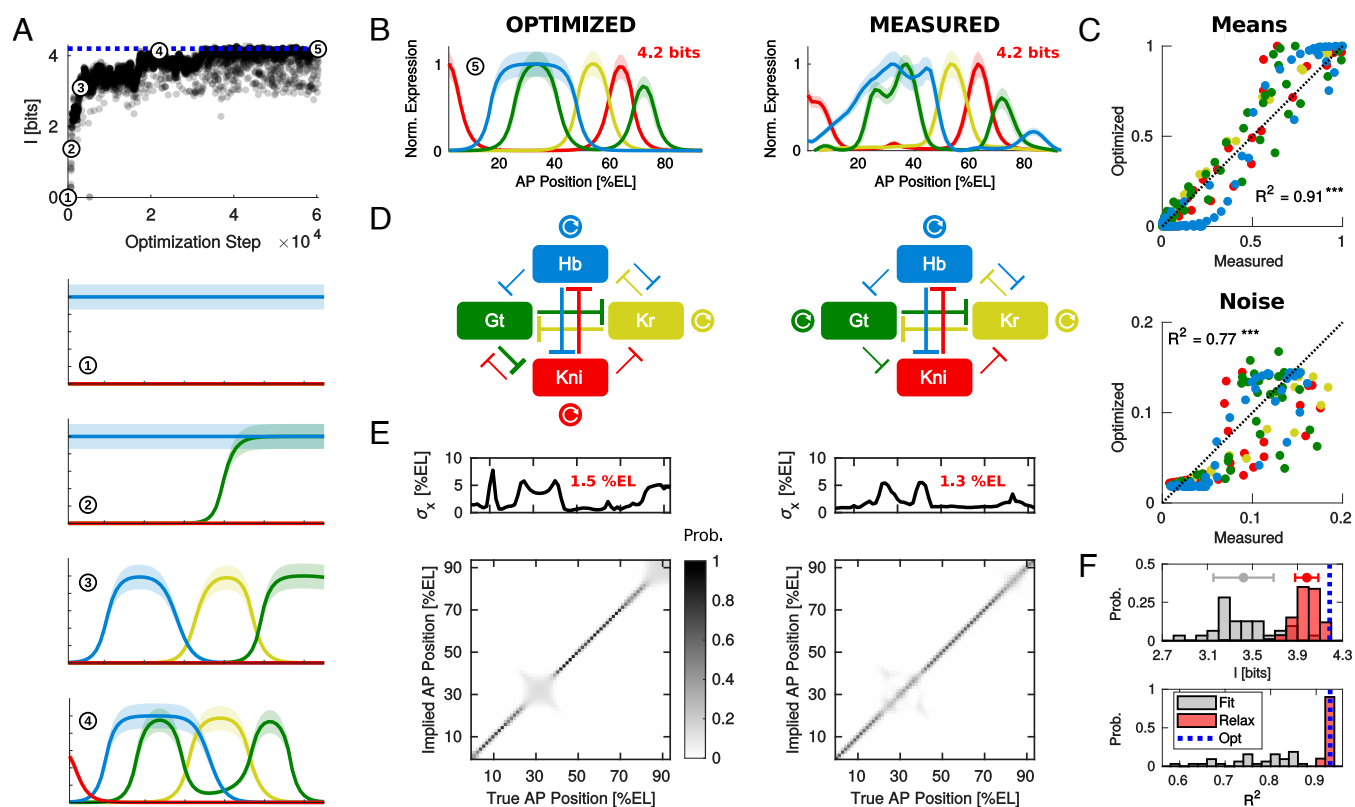 A
I [bits]
4
2
0
1
2
3
4
5
0
2
4
6
Optimization Step
× 10⁴
1
2
3
4
B
OPTIMIZED
MEASURED
Norm. Expression
1
0
5
4.2 bits
20
40
60
80
AP Position [%EL]
Norm. Expression
1
0
4.2 bits
20
40
60
80
AP Position [%EL]
C
Means
Optimized
1
0.5
0
R² = 0.91 ***
0
0.5
1
Measured
Noise
Optimized
0.2
0.1
0
R² = 0.77 ***
0
0.1
0.2
Measured
D
Hb
Gt
Kr
Kni
Hb
Gt
Kr
Kni
E
σx [%EL]
10
5
0
1.5 %EL
σx [%EL]
10
5
0
1.3 %EL
Implied AP Position [%EL]
90
70
50
30
10
10
30
50
70
90
True AP Position [%EL]
Prob.
1
0.8
0.6
0.4
0.2
0
Implied AP Position [%EL]
90
70
50
30
10
10
30
50
70
90
True AP Position [%EL]
F
Prob.
0.5
0.25
0
2.7
3.1
3.5
3.9
4.3
I [bits]
Prob.
1
0.5
0
Fit
Relax
Opt
0.6
0.7
0.8
0.9
R²